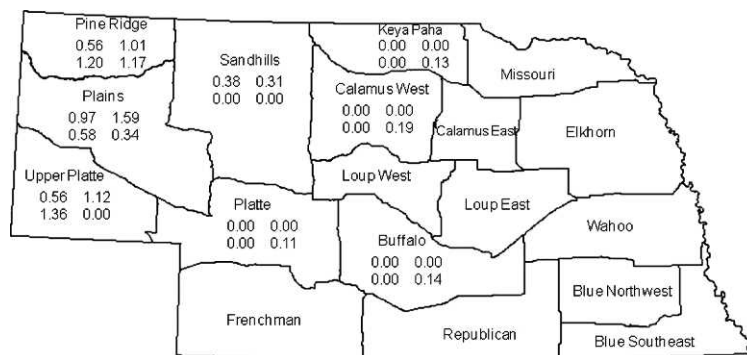 Pine Ridge
0.56 1.01
1.20 1.17
Sandhills
0.38 0.31
0.00 0.00
Keya Paha
0.00 0.00
0.00 0.13
Missouri
Plains
0.97 1.59
0.58 0.34
Calamus West
0.00 0.00
0.00 0.19
Calamus East
Elkhorn
Upper Platte
0.56 1.12
1.36 0.00
Loup West
Loup East
Platte
0.00 0.00
0.00 0.11
Buffalo
0.00 0.00
0.00 0.14
Wahoo
Blue Northwest
Frenchman
Republican
Blue Southeast